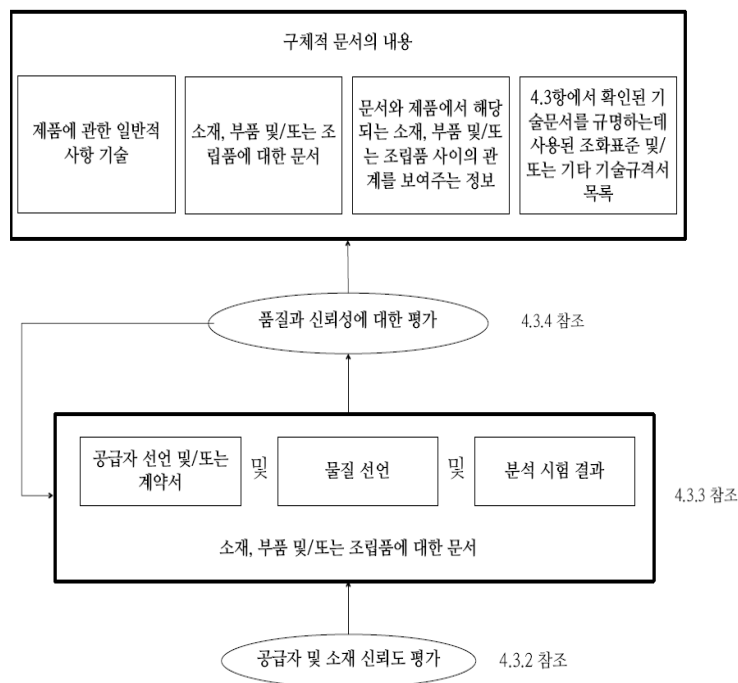 구체적 문서의 내용
제품에 관한 일반적
사항 기술
소재, 부품 및/또는 조
립품에 대한 문서
문서와 제품에서 해당
되는 소재, 부품 및/또
는 조립품 사이의 관
계를 보여주는 정보
4.3항에서 확인된 기
술문서를 규명하는데
사용된 조화표준 및/
또는 기타 기술규격서
목록
품질과 신뢰성에 대한 평가
4.3.4 참조
공급자 선언 및/또는
계약서
및
물질 선언
및
분석 시험 결과
4.3.3 참조
소재, 부품 및/또는 조립품에 대한 문서
공급자 및 소재 신뢰도 평가
4.3.2 참조